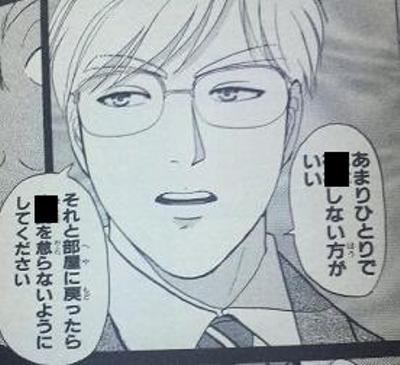 あまりひとりで
しない方が
いい
それと部屋に戻ったら
を怠らないように
してください